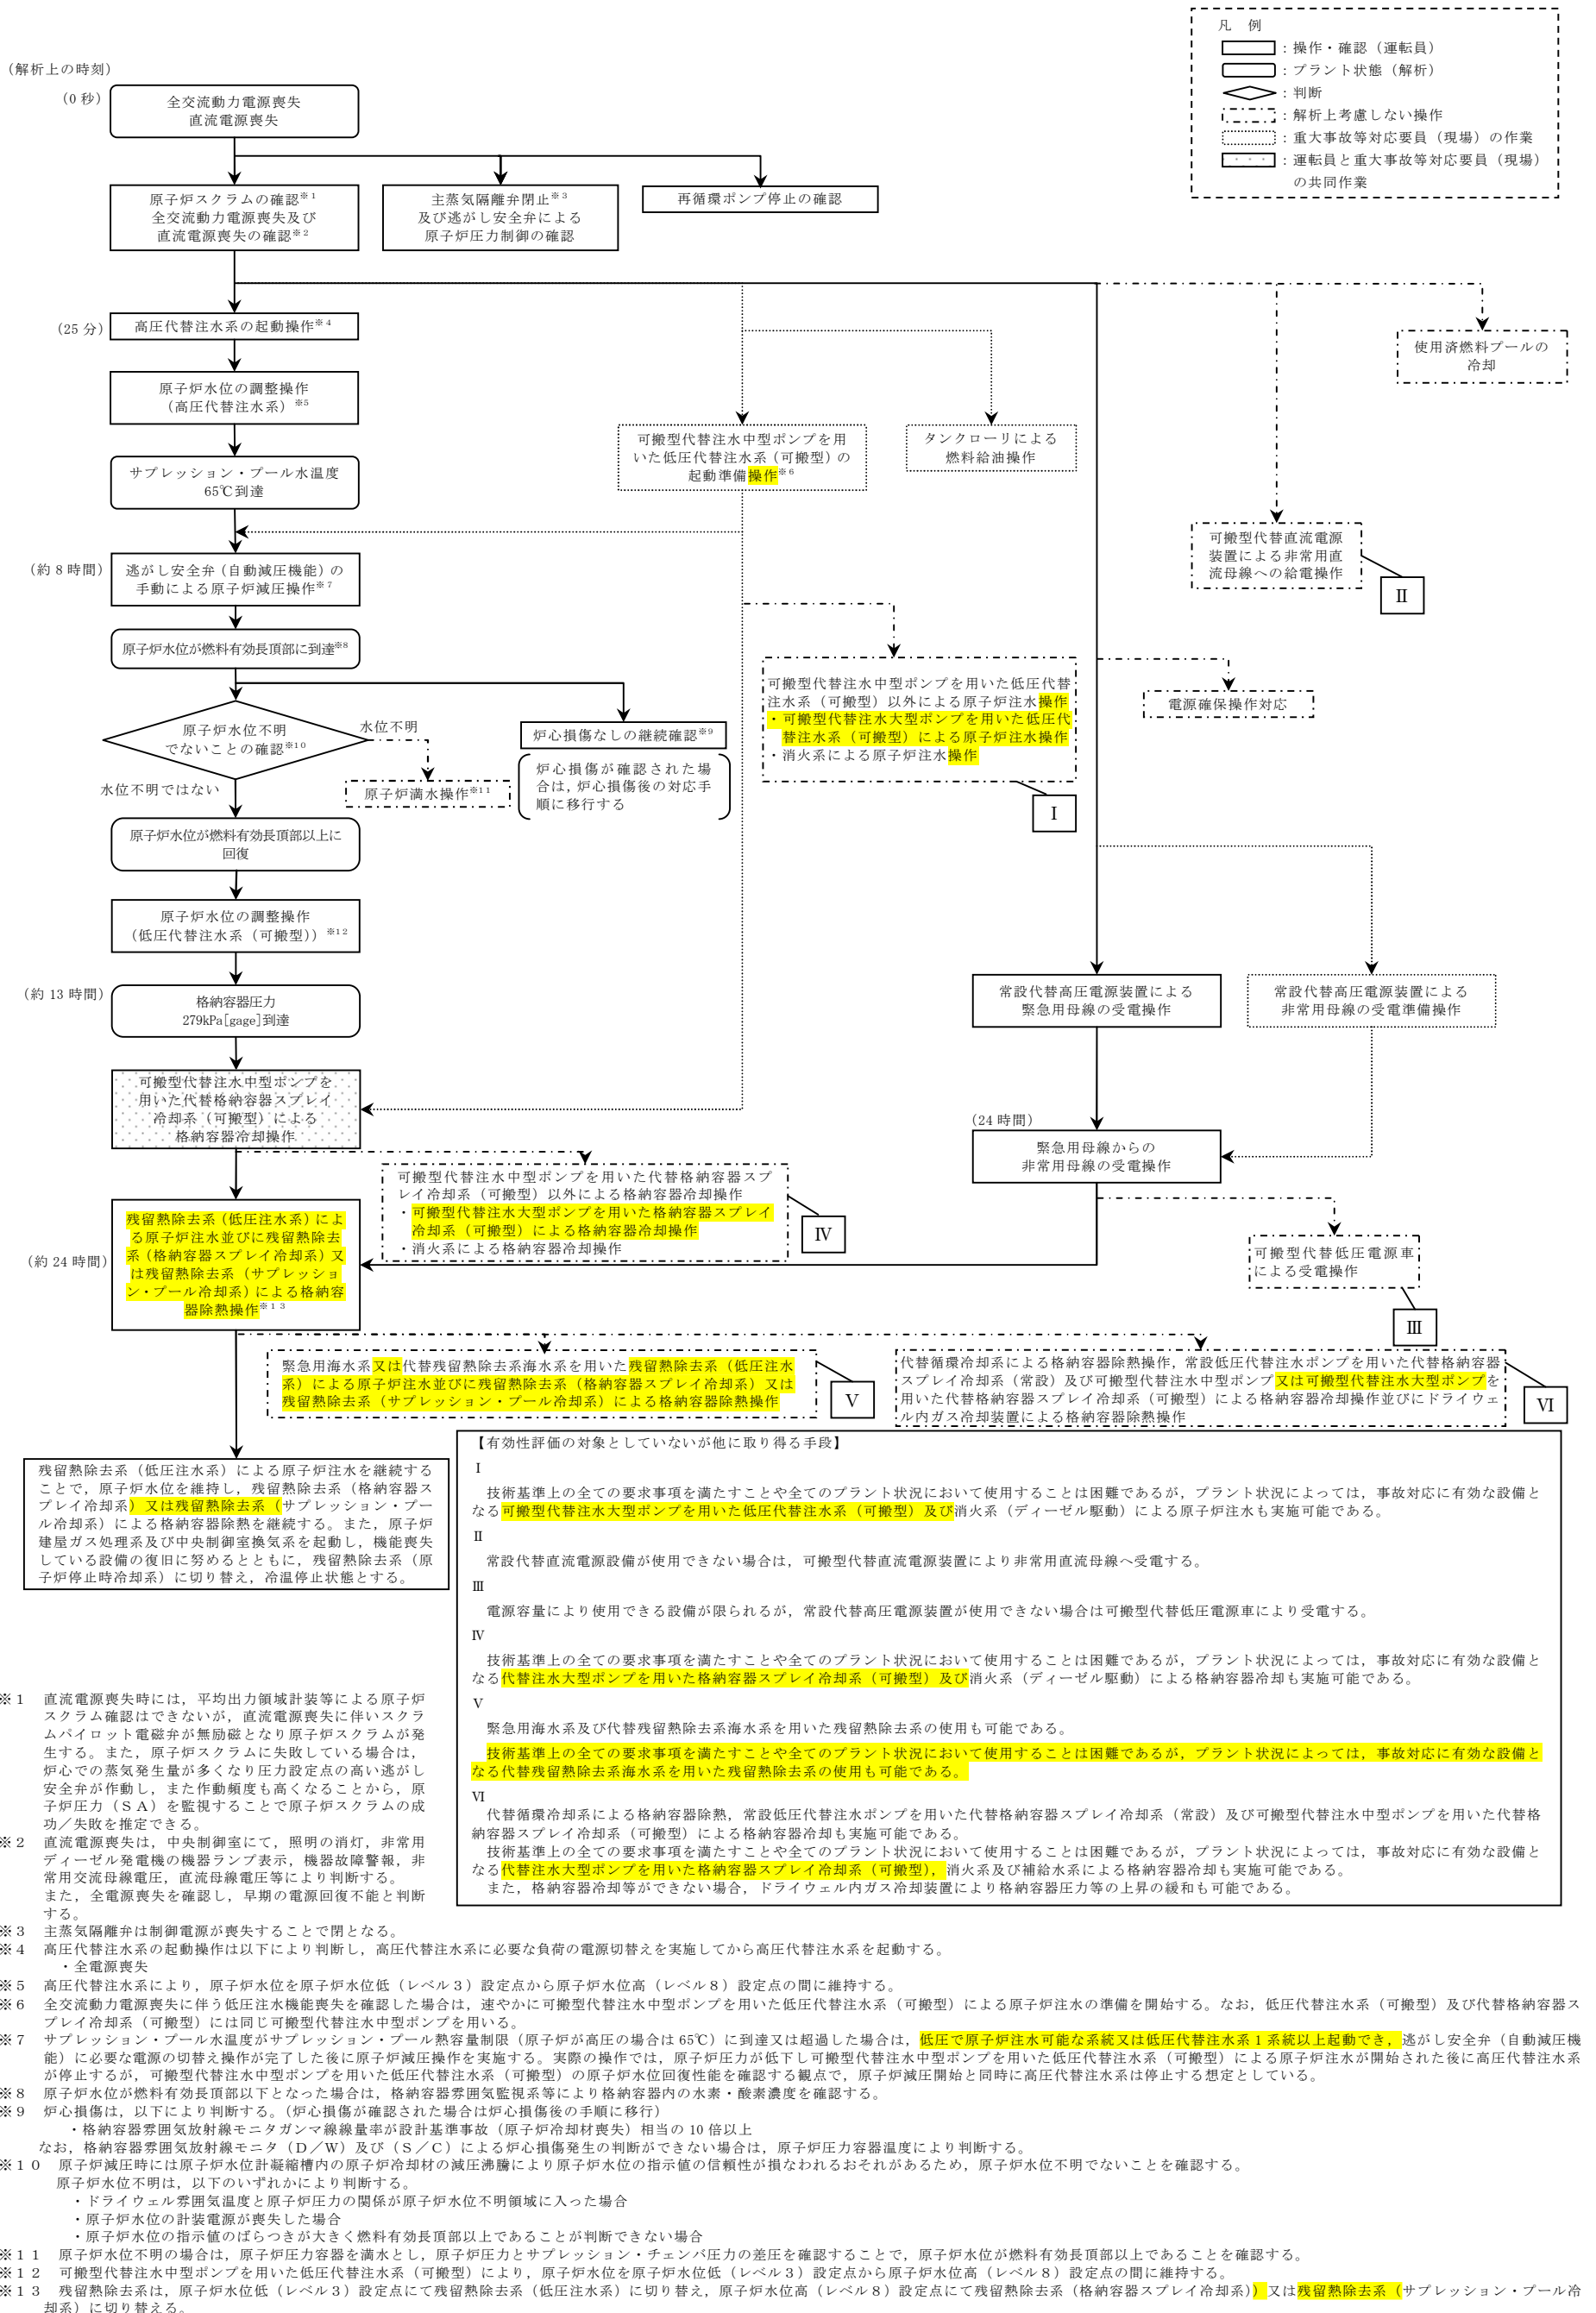 凡 例
：操作・確認（運転員）
：プラント状態（解析）
：判断
：解析上考慮しない操作
：重大事故等対応要員（現場）の作業
：運転員と重大事故等対応要員（現場）
の共同作業
（解析上の時刻）
（0 秒）
全交流動力電源喪失
直流電源喪失
原子炉スクラムの確認※1
全交流動力電源喪失及び
直流電源喪失の確認※2
主蒸気隔離弁閉止※3
及び逃がし安全弁による
原子炉圧力制御の確認
再循環ポンプ停止の確認
（25 分）
高圧代替注水系の起動操作※4
使用済燃料プールの
冷却
原子炉水位の調整操作
（高圧代替注水系）※5
可搬型代替注水中型ポンプを用
いた低圧代替注水系（可搬型）の
起動準備操作※6
タンクローリによる
燃料給油操作
サプレッション・プール水温度
65℃到達
可搬型代替直流電源
装置による非常用直
流母線への給電操作
Ⅱ
（約 8 時間）
逃がし安全弁（自動減圧機能）の
手動による原子炉減圧操作※7
原子炉水位が燃料有効長頂部に到達※8
可搬型代替注水中型ポンプを用いた低圧代替
注水系（可搬型）以外による原子炉注水操作
・可搬型代替注水大型ポンプを用いた低圧代
替注水系（可搬型）による原子炉注水操作
・消火系による原子炉注水操作
Ⅰ
電源確保操作対応
原子炉水位不明
でないことの確認※10
水位不明
水位不明ではない
原子炉満水操作※11
炉心損傷なしの継続確認※9
炉心損傷が確認された場
合は，炉心損傷後の対応手
順に移行する
原子炉水位が燃料有効長頂部以上に
回復
原子炉水位の調整操作
（低圧代替注水系（可搬型））※12
（約 13 時間）
格納容器圧力
279kPa[gage]到達
常設代替高圧電源装置による
緊急用母線の受電操作
常設代替高圧電源装置による
非常用母線の受電準備操作
可搬型代替注水中型ポンプを
用いた代替格納容器スプレイ
冷却系（可搬型）による
格納容器冷却操作
（24 時間）
緊急用母線からの
非常用母線の受電操作
可搬型代替注水中型ポンプを用いた代替格納容器スプ
レイ冷却系（可搬型）以外による格納容器冷却操作
・可搬型代替注水大型ポンプを用いた格納容器スプレイ
冷却系（可搬型）による格納容器冷却操作
・消火系による格納容器冷却操作
Ⅳ
可搬型代替低圧電源車
による受電操作
Ⅲ
（約 24 時間）
残留熱除去系（低圧注水系）によ
る原子炉注水並びに残留熱除去
系（格納容器スプレイ冷却系）又
は残留熱除去系（サプレッショ
ン・プール冷却系）による格納容
器除熱操作※13
緊急用海水系又は代替残留熱除去系海水系を用いた残留熱除去系（低圧注水
系）による原子炉注水並びに残留熱除去系（格納容器スプレイ冷却系）又は
残留熱除去系（サプレッション・プール冷却系）による格納容器除熱操作
Ⅴ
代替循環冷却系による格納容器除熱操作，常設低圧代替注水ポンプを用いた代替格納容器
スプレイ冷却系（常設）及び可搬型代替注水中型ポンプ又は可搬型代替注水大型ポンプを
用いた代替格納容器スプレイ冷却系（可搬型）による格納容器冷却操作並びにドライウェ
ル内ガス冷却装置による格納容器除熱操作
Ⅵ
残留熱除去系（低圧注水系）による原子炉注水を継続する
ことで，原子炉水位を維持し，残留熱除去系（格納容器ス
プレイ冷却系）又は残留熱除去系（サプレッション・プー
ル冷却系）による格納容器除熱を継続する。また，原子炉
建屋ガス処理系及び中央制御室換気系を起動し，機能喪失
している設備の復旧に努めるとともに，残留熱除去系（原
子炉停止時冷却系）に切り替え，冷温停止状態とする。
【有効性評価の対象としていないが他に取り得る手段】
Ⅰ
技術基準上の全ての要求事項を満たすことや全てのプラント状況において使用することは困難であるが，プラント状況によっては，事故対応に有効な設備と
なる可搬型代替注水大型ポンプを用いた低圧代替注水系（可搬型）及び消火系（ディーゼル駆動）による原子炉注水も実施可能である。
Ⅱ
常設代替直流電源設備が使用できない場合は，可搬型代替直流電源装置により非常用直流母線へ受電する。
Ⅲ
電源容量により使用できる設備が限られるが，常設代替高圧電源装置が使用できない場合は可搬型代替低圧電源車により受電する。
Ⅳ
技術基準上の全ての要求事項を満たすことや全てのプラント状況において使用することは困難であるが，プラント状況によっては，事故対応に有効な設備と
なる代替注水大型ポンプを用いた格納容器スプレイ冷却系（可搬型）及び消火系（ディーゼル駆動）による格納容器冷却も実施可能である。
Ⅴ
緊急用海水系及び代替残留熱除去系海水系を用いた残留熱除去系の使用も可能である。
技術基準上の全ての要求事項を満たすことや全てのプラント状況において使用することは困難であるが，プラント状況によっては，事故対応に有効な設備と
なる代替残留熱除去系海水系を用いた残留熱除去系の使用も可能である。
Ⅵ
代替循環冷却系による格納容器除熱，常設低圧代替注水ポンプを用いた代替格納容器スプレイ冷却系（常設）及び可搬型代替注水中型ポンプを用いた代替格
納容器スプレイ冷却系（可搬型）による格納容器冷却も実施可能である。
技術基準上の全ての要求事項を満たすことや全てのプラント状況において使用することは困難であるが，プラント状況によっては，事故対応に有効な設備と
なる代替注水大型ポンプを用いた格納容器スプレイ冷却系（可搬型），消火系及び補給水系による格納容器冷却も実施可能である。
また，格納容器冷却等ができない場合，ドライウェル内ガス冷却装置により格納容器圧力等の上昇の緩和も可能である。
※１ 直流電源喪失時には，平均出力領域計装等による原子炉
スクラム確認はできないが，直流電源喪失に伴いスクラ
ムパイロット電磁弁が無励磁となり原子炉スクラムが発
生する。また，原子炉スクラムに失敗している場合は，
炉心での蒸気発生量が多くなり圧力設定点の高い逃がし
安全弁が作動し，また作動頻度も高くなることから，原
子炉圧力（ＳＡ）を監視することで原子炉スクラムの成
功／失敗を推定できる。
※２ 直流電源喪失は，中央制御室にて，照明の消灯，非常用
ディーゼル発電機の機器ランプ表示，機器故障警報，非
常用交流母線電圧，直流母線電圧等により判断する。
また，全電源喪失を確認し，早期の電源回復不能と判断
する。
※３ 主蒸気隔離弁は制御電源が喪失することで閉となる。
※４ 高圧代替注水系の起動操作は以下により判断し，高圧代替注水系に必要な負荷の電源切替えを実施してから高圧代替注水系を起動する。
・全電源喪失
※５ 高圧代替注水系により，原子炉水位を原子炉水位低（レベル３）設定点から原子炉水位高（レベル８）設定点の間に維持する。
※６ 全交流動力電源喪失に伴う低圧注水機能喪失を確認した場合は，速やかに可搬型代替注水中型ポンプを用いた低圧代替注水系（可搬型）による原子炉注水の準備を開始する。なお，低圧代替注水系（可搬型）及び代替格納容器ス
プレイ冷却系（可搬型）には同じ可搬型代替注水中型ポンプを用いる。
※７ サプレッション・プール水温度がサプレッション・プール熱容量制限（原子炉が高圧の場合は 65℃）に到達又は超過した場合は，低圧で原子炉注水可能な系統又は低圧代替注水系１系統以上起動でき，逃がし安全弁（自動減圧機
能）に必要な電源の切替え操作が完了した後に原子炉減圧操作を実施する。実際の操作では，原子炉圧力が低下し可搬型代替注水中型ポンプを用いた低圧代替注水系（可搬型）による原子炉注水が開始された後に高圧代替注水系
が停止するが，可搬型代替注水中型ポンプを用いた低圧代替注水系（可搬型）の原子炉水位回復性能を確認する観点で，原子炉減圧開始と同時に高圧代替注水系は停止する想定としている。
※８ 原子炉水位が燃料有効長頂部以下となった場合は，格納容器雰囲気監視系等により格納容器内の水素・酸素濃度を確認する。
※９ 炉心損傷は，以下により判断する。（炉心損傷が確認された場合は炉心損傷後の手順に移行）
・格納容器雰囲気放射線モニタガンマ線線量率が設計基準事故（原子炉冷却材喪失）相当の 10 倍以上
なお，格納容器雰囲気放射線モニタ（Ｄ／Ｗ）及び（Ｓ／Ｃ）による炉心損傷発生の判断ができない場合は，原子炉圧力容器温度により判断する。
※１０ 原子炉減圧時には原子炉水位計凝縮槽内の原子炉冷却材の減圧沸騰により原子炉水位の指示値の信頼性が損なわれるおそれがあるため，原子炉水位不明でないことを確認する。
原子炉水位不明は，以下のいずれかにより判断する。
・ドライウェル雰囲気温度と原子炉圧力の関係が原子炉水位不明領域に入った場合
・原子炉水位の計装電源が喪失した場合
・原子炉水位の指示値のばらつきが大きく燃料有効長頂部以上であることが判断できない場合
※１１ 原子炉水位不明の場合は，原子炉圧力容器を満水とし，原子炉圧力とサプレッション・チェンバ圧力の差圧を確認することで，原子炉水位が燃料有効長頂部以上であることを確認する。
※１２ 可搬型代替注水中型ポンプを用いた低圧代替注水系（可搬型）により，原子炉水位を原子炉水位低（レベル３）設定点から原子炉水位高（レベル８）設定点の間に維持する。
※１３ 残留熱除去系は，原子炉水位低（レベル３）設定点にて残留熱除去系（低圧注水系）に切り替え，原子炉水位高（レベル８）設定点にて残留熱除去系（格納容器スプレイ冷却系）） 又は残留熱除去系（サプレッション・プール冷
却系）に切り替える。